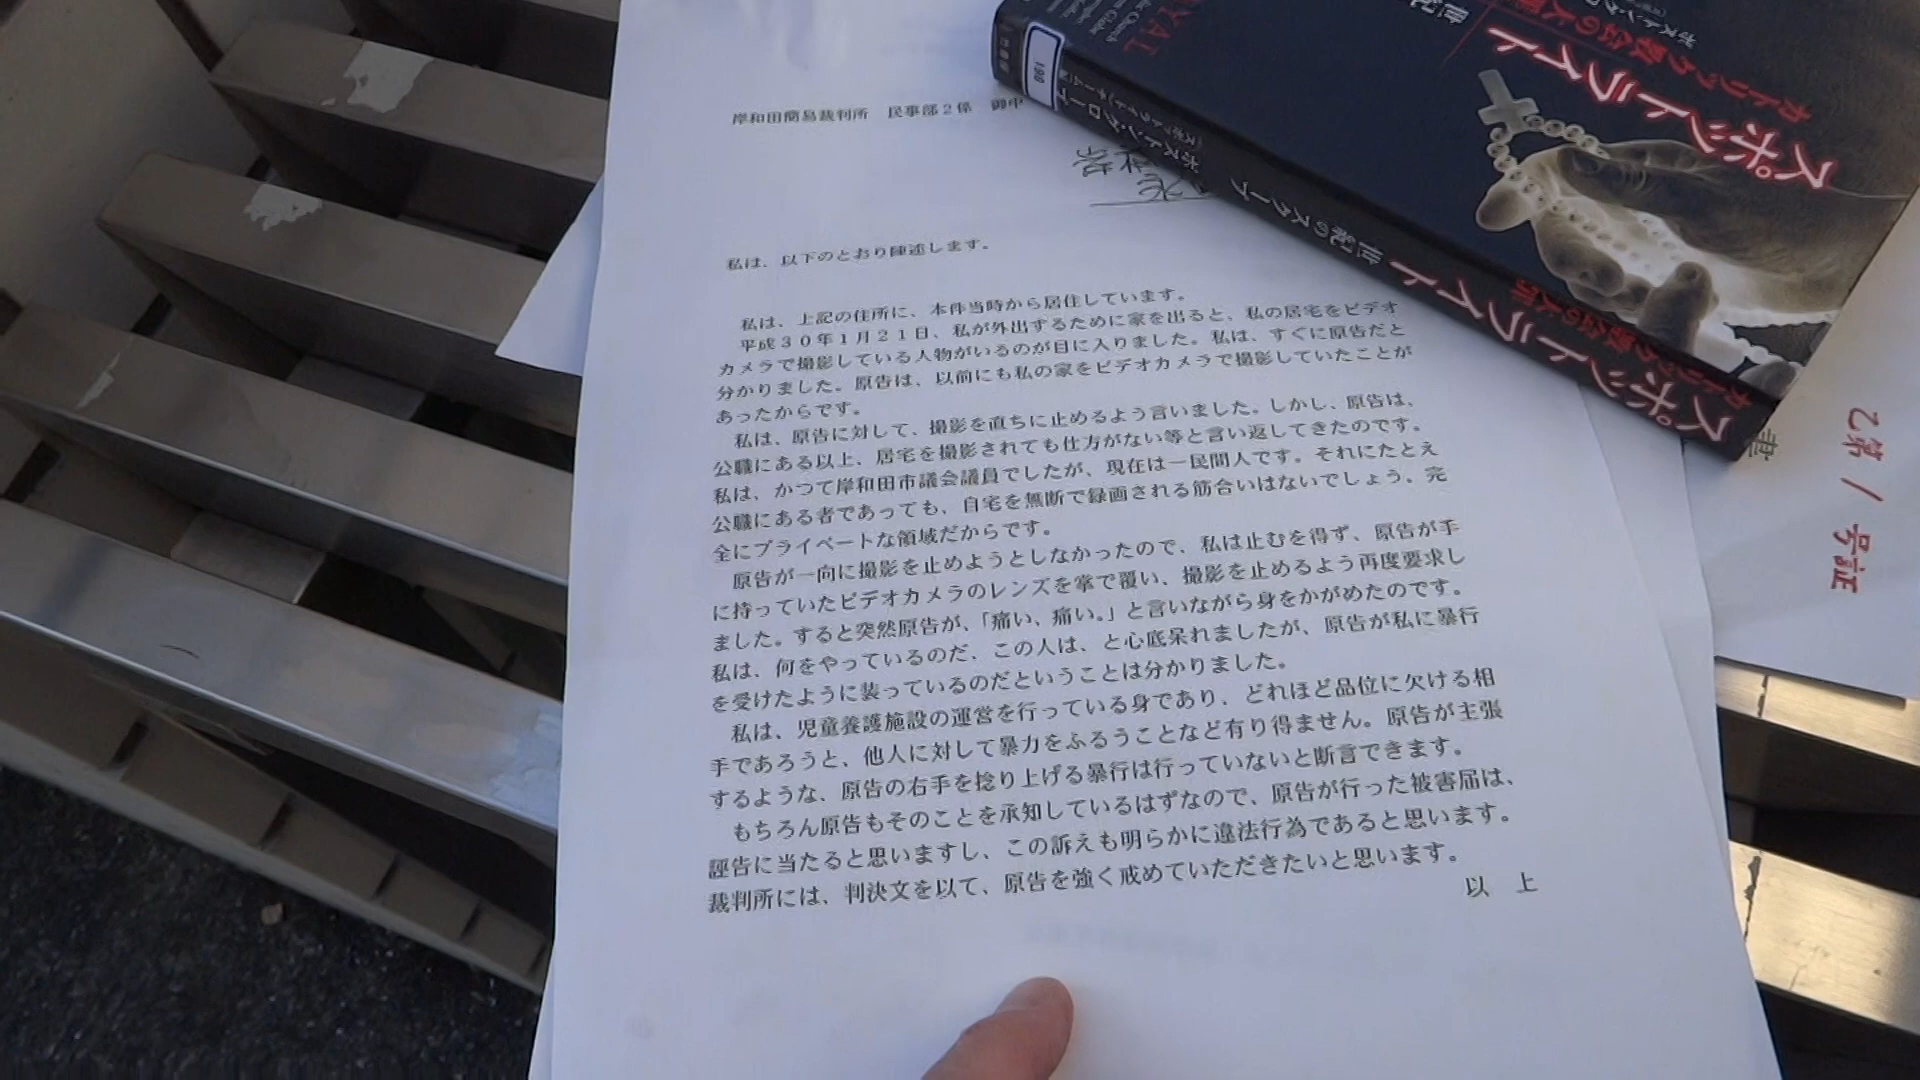 岸和田簡易裁判所　民事部２係　御中
私は、以下のとおり陳述します。
私は、上記の住所に、本件当時から居住しています。
平成３０年１月２１日、私が外出するために家を出ると、私の居宅をビデオ
カメラで撮影している人物がいるのが目に入りました。私は、すぐに原告だと
分かりました。原告は、以前にも私の家をビデオカメラで撮影していたことが
あったからです。
私は、原告に対して、撮影を直ちに止めるよう言いました。しかし、原告は、
公職にある以上、居宅を撮影されても仕方がない等と言い返してきたのです。
私は、かつて岸和田市議会議員でしたが、現在は一民間人です。それにたとえ
公職にある者であっても、自宅を無断で録画される筋合いはないでしょう。完
全にプライベートな領域だからです。
原告が一向に撮影を止めようとしなかったので、私は止むを得ず、原告が手
に持っていたビデオカメラのレンズを掌で覆い、撮影を止めるよう再度要求し
ました。すると突然原告が、「痛い、痛い。」と言いながら身をかがめたのです。
私は、何をやっているのだ、この人は、と心底呆れましたが、原告が私に暴行
を受けたように装っているのだということは分かりました。
私は、児童養護施設の運営を行っている身であり、どれほど品位に欠ける相
手であろうと、他人に対して暴力をふるうことなど有り得ません。原告が主張
するような、原告の右手を捻り上げる暴行は行っていないと断言できます。
もちろん原告もそのことを承知しているはずなので、原告が行った被害届は、
誣告に当たると思いますし、この訴えも明らかに違法行為であると思います。
裁判所には、判決文を以て、原告を強く戒めていただきたいと思います。
以　上
スポットライト
世紀のスクープ
カトリック教会の大罪
スポットライト
190
乙第1号証